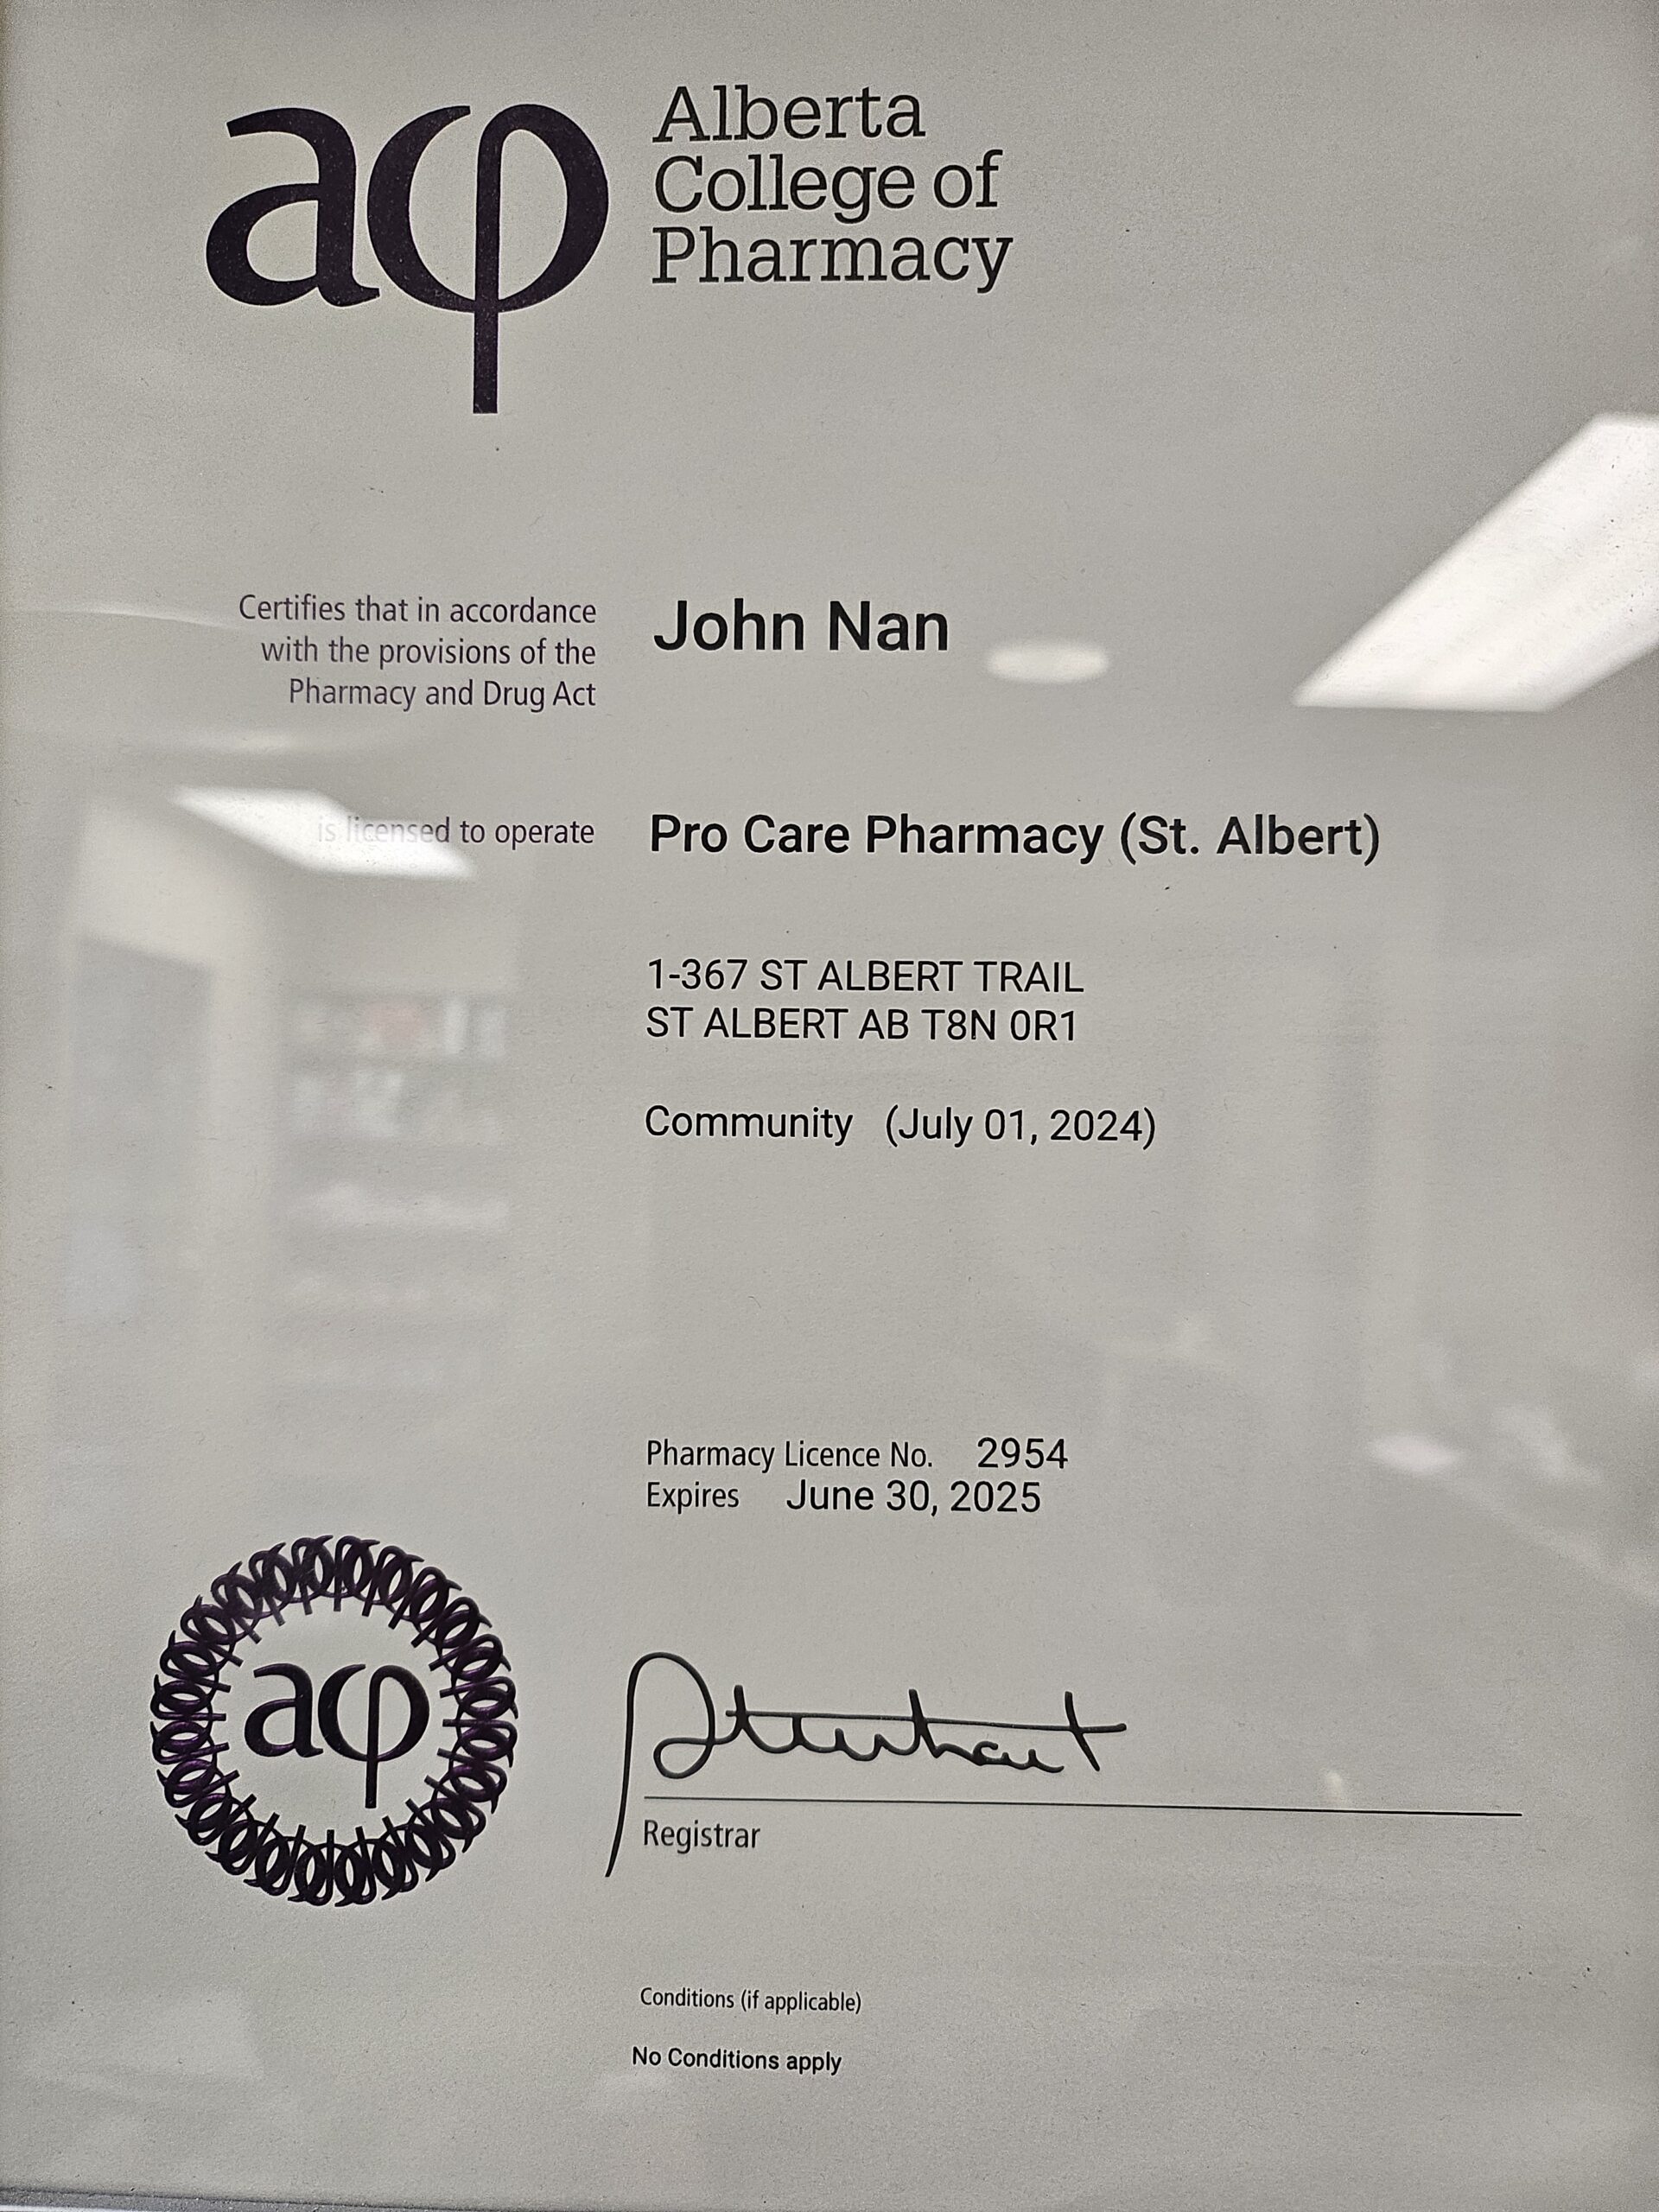 acp
Alberta
College of
Pharmacy
Certifies that in accordance
with the provisions of the
Pharmacy and Drug Act
John Nan
is licensed to operate
Pro Care Pharmacy (St. Albert)
1-367 ST ALBERT TRAIL
ST ALBERT AB T8N 0R1
Community (July 01, 2024)
Pharmacy Licence No. 2954
Expires June 30, 2025
acp
Registrar
Conditions (if applicable)
No Conditions apply